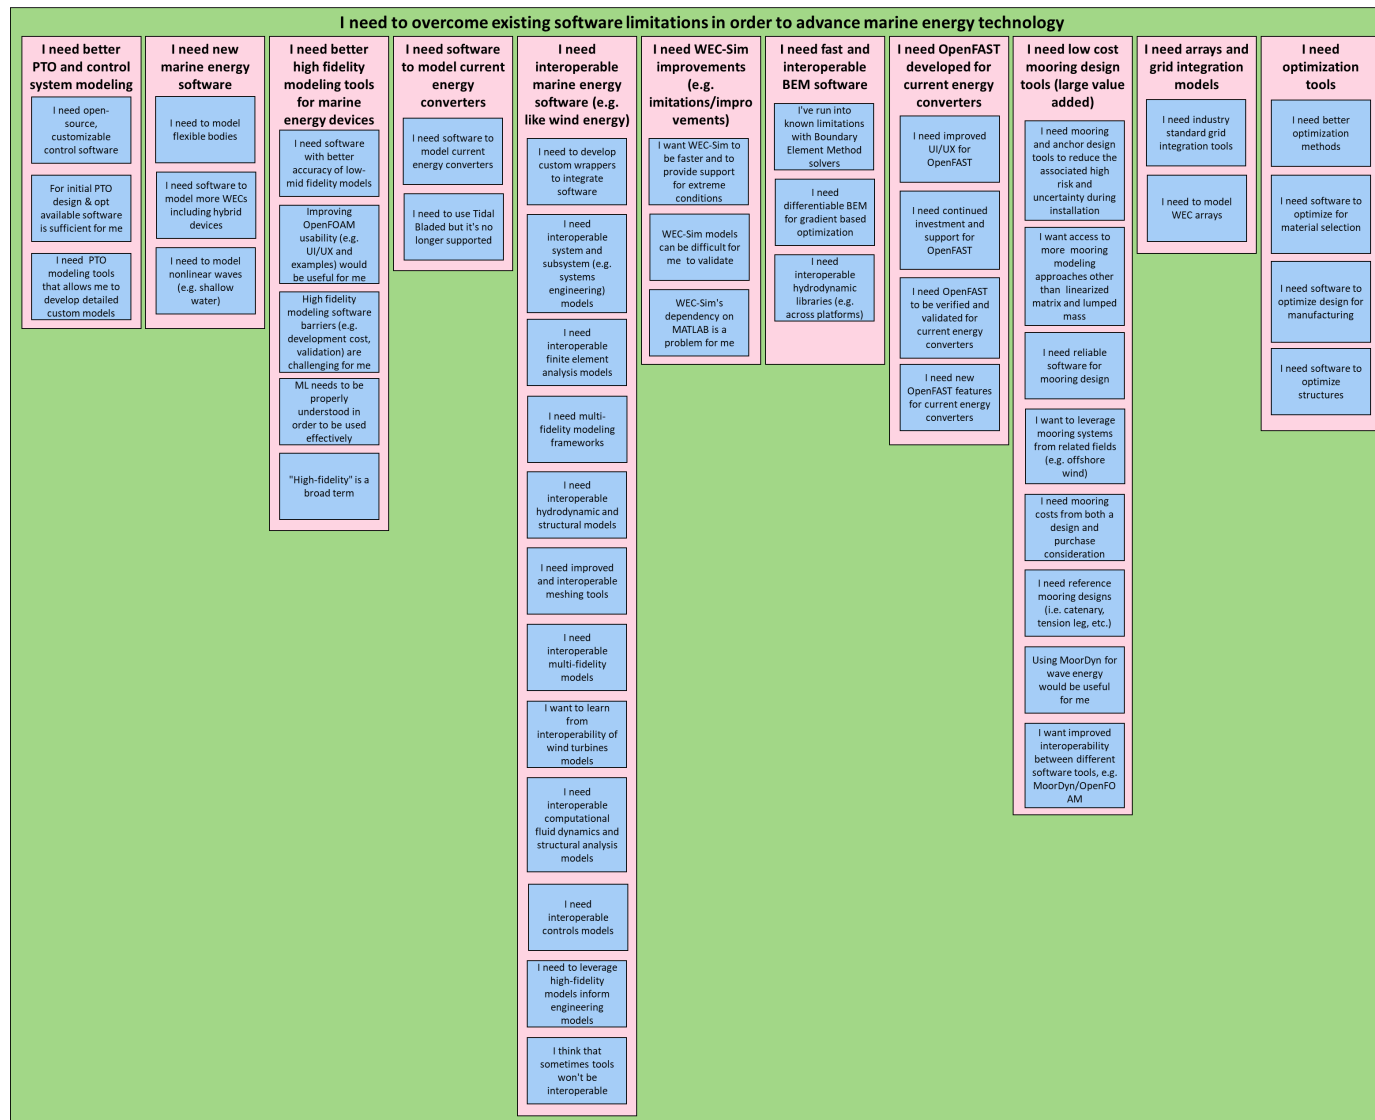 I need to overcome existing software limitations in order to advance marine energy technology
I need better
PTO and control
system modeling
I need open-
source,
customizable
control software
For initial PTO
design & opt
available software
is sufficient for me
I need  PTO
modeling tools
that allows me to
develop detailed
custom models
I need new
marine energy
software
I need to model
flexible bodies
I need software to
model more WECs
including hybrid
devices
I need to model
nonlinear waves
(e.g. shallow
water)
I need better
high fidelity
modeling tools
for marine
energy devices
I need software
with better
accuracy of low-
mid fidelity models
Improving
OpenFOAM
usability (e.g.
UI/UX and
examples) would
be useful for me
High fidelity
modeling software
barriers (e.g.
development cost,
validation) are
challenging for me
ML needs to be
properly
understood in
order to be used
effectively
"High-fidelity" is a
broad term
I need software
to model current
energy
converters
I need software to
model current
energy converters
I need to use Tidal
Bladed but it's no
longer supported
I need
interoperable
marine energy
software (e.g.
like wind energy)
I need to develop
custom wrappers
to integrate
software
I need
interoperable
system and
subsystem (e.g.
systems
engineering)
models
I need
interoperable
finite element
analysis models
I need multi-
fidelity modeling
frameworks
I need
interoperable
hydrodynamic and
structural models
I need improved
and interoperable
meshing tools
I need
interoperable
multi-fidelity
models
I want to learn
from
interoperability of
wind turbines
models
I need
interoperable
computational
fluid dynamics and
structural analysis
models
I need
interoperable
controls models
I need to leverage
high-fidelity
models inform
engineering
models
I think that
sometimes tools
won't be
interoperable
I need WEC-Sim
improvements
(e.g.
imitations/impro
vements)
I want WEC-Sim to
be faster and to
provide support
for extreme
conditions
WEC-Sim models
can be difficult for
me  to validate
WEC-Sim's
dependency on
MATLAB is a
problem for me
I need fast and
interoperable
BEM software
I've run into
known limitations
with Boundary
Element Method
solvers
I need
differentiable BEM
for gradient based
optimization
I need
interoperable
hydrodynamic
libraries (e.g.
across platforms)
I need OpenFAST
developed for
current energy
converters
I need improved
UI/UX for
OpenFAST
I need continued
investment and
support for
OpenFAST
I need OpenFAST
to be verified and
validated for
current energy
converters
I need new
OpenFAST features
for current energy
converters
I need low cost
mooring design
tools (large value
added)
I need mooring
and anchor design
tools to reduce the
associated high
risk and
uncertainty during
installation
I want access to
more  mooring
modeling
approaches other
than  linearized
matrix and lumped
mass
I need reliable
software for
mooring design
I want to leverage
mooring systems
from related fields
(e.g. offshore
wind)
I need mooring
costs from both a
design and
purchase
consideration
I need reference
mooring designs
(i.e. catenary,
tension leg, etc.)
Using MoorDyn for
wave energy
would be useful
for me
I want improved
interoperability
between different
software tools, e.g.
MoorDyn/OpenFO
AM
I need arrays and
grid integration
models
I need industry
standard grid
integration tools
I need to model
WEC arrays
I need
optimization
tools
I need better
optimization
methods
I need software to
optimize for
material selection
I need software to
optimize design for
manufacturing
I need software to
optimize
structures